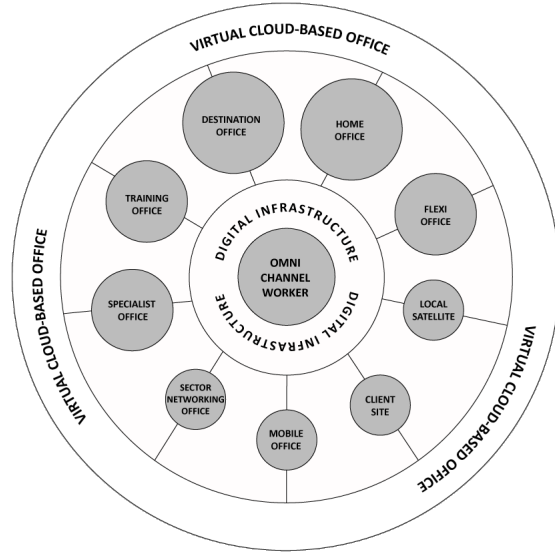 VIRTUAL CLOUD-BASED OFFICE
DESTINATION
OFFICE
HOME
OFFICE
TRAINING
OFFICE
FLEXI
OFFICE
DIGITAL INFRASTRUCTURE
OMNI
CHANNEL
WORKER
DIGITAL INFRASTRUCTURE
SPECIALIST
OFFICE
LOCAL
SATELLITE
SECTOR
NETWORKING
OFFICE
CLIENT
SITE
MOBILE
OFFICE
VIRTUAL CLOUD-BASED OFFICE
VIRTUAL CLOUD-BASED OFFICE